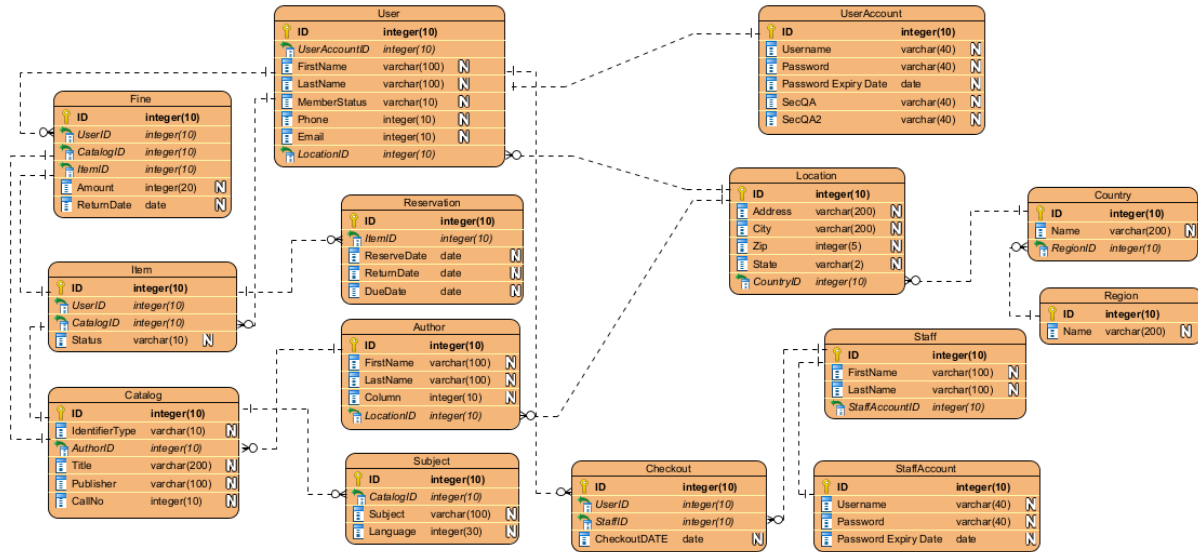 User
ID integer(10)
UserAccountID integer(10)
FirstName varchar(100) N
LastName varchar(100) N
MemberStatus varchar(10) N
Phone integer(10) N
Email integer(10) N
LocationID integer(10)
UserAccount
ID integer(10)
Username varchar(40) N
Password varchar(40) N
Password Expiry Date date N
SecQA varchar(40) N
SecQA2 varchar(40) N
Fine
ID integer(10)
UserID integer(10)
CatalogID integer(10)
ItemID integer(10)
Amount integer(20) N
ReturnDate date N
Reservation
ID integer(10)
ItemID integer(10)
ReserveDate date N
ReturnDate date N
DueDate date N
Location
ID integer(10)
Address varchar(200) N
City varchar(200) N
Zip integer(5) N
State varchar(2) N
CountryID integer(10)
Country
ID integer(10)
Name varchar(200) N
RegionID integer(10)
Item
ID integer(10)
UserID integer(10)
CatalogID integer(10)
Status varchar(10) N
Region
ID integer(10)
Name varchar(200) N
Author
ID integer(10)
FirstName varchar(100) N
LastName varchar(100) N
Column integer(10) N
LocationID integer(10)
Staff
ID integer(10)
FirstName varchar(100) N
LastName varchar(100) N
StaffAccountID integer(10)
Catalog
ID integer(10)
IdentifierType varchar(10) N
AuthorID integer(10)
Title varchar(200) N
Publisher varchar(100) N
CallNo integer(10) N
Subject
ID integer(10)
CatalogID integer(10)
Subject varchar(100) N
Language integer(30) N
Checkout
ID integer(10)
UserID integer(10)
StaffID integer(10)
CheckoutDATE date N
StaffAccount
ID integer(10)
Username varchar(40) N
Password varchar(40) N
Password Expiry Date date N